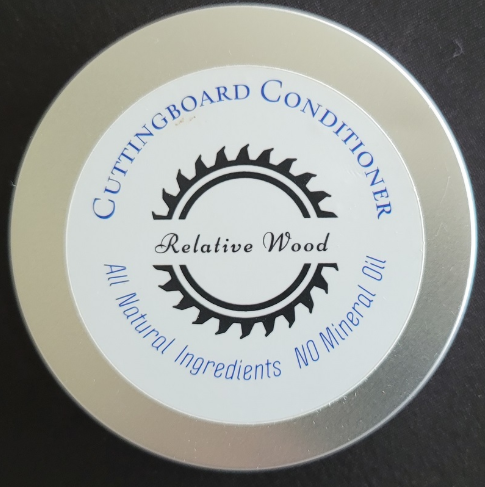 CUTTINGBOARD CONDITIONER
Relative Wood
All Natural Ingredients NO Mineral Oil